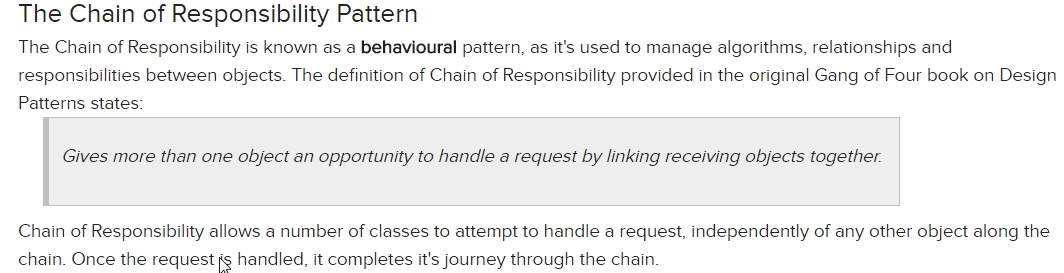 The Chain of Responsibility Pattern
The Chain of Responsibility is known as a behavioural pattern, as it's used to manage algorithms, relationships and
responsibilities between objects. The definition of Chain of Responsibility provided in the original Gang of Four book on Design
Patterns states:
Gives more than one object an opportunity to handle a request by linking receiving objects together.
Chain of Responsibility allows a number of classes to attempt to handle a request, independently of any other object along the
chain. Once the request is handled, it completes it's journey through the chain.